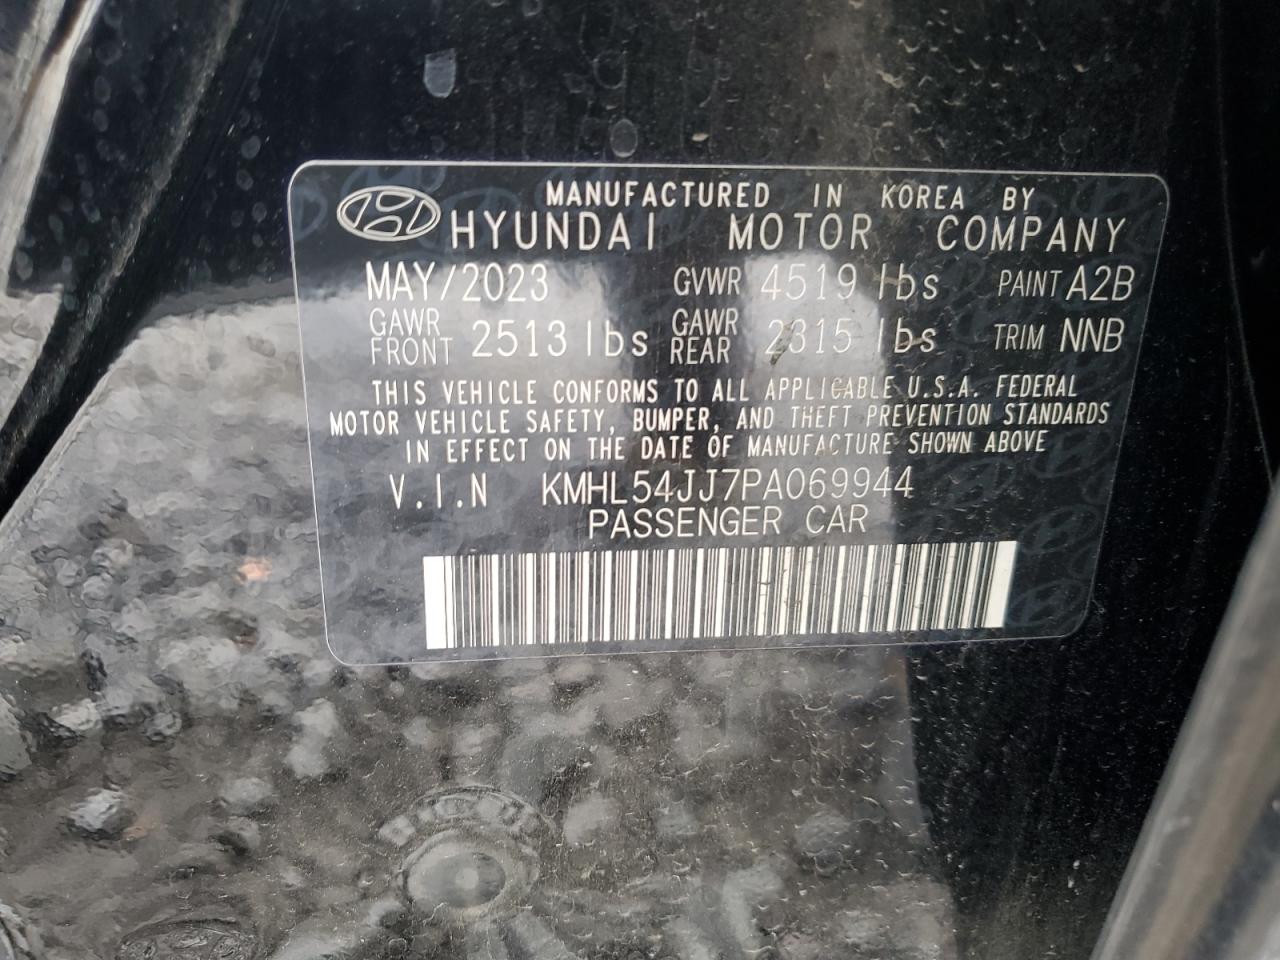 MANUFACTURED IN KOREA BY
HYUNDAI MOTOR COMPANY
MAY/2023 GVWR 4519 lbs PAINT A2B
GAWR FRONT 2513 lbs GAWR REAR 2315 lbs TRIM NNB
THIS VEHICLE CONFORMS TO ALL APPLICABLE U.S.A. FEDERAL
MOTOR VEHICLE SAFETY, BUMPER, AND THEFT PREVENTION STANDARDS
IN EFFECT ON THE DATE OF MANUFACTURE SHOWN ABOVE
V.I.N KMHL54JJ7PA069944
PASSENGER CAR